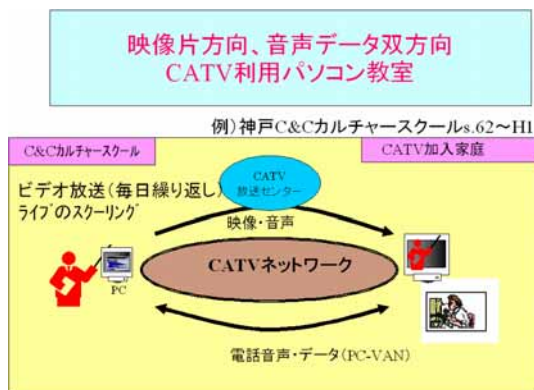 映像片方向、音声データ双方向
CATV利用パソコン教室
例)神戸C&Cカルチャースクールs.62～H1
C&Cカルチャースクール
CATV加入家庭
CATV
放送センター
ビデオ放送(毎日繰り返し)
ライブのスクーリング
映像・音声
CATVネットワーク
PC
電話音声・データ(PC-VAN)